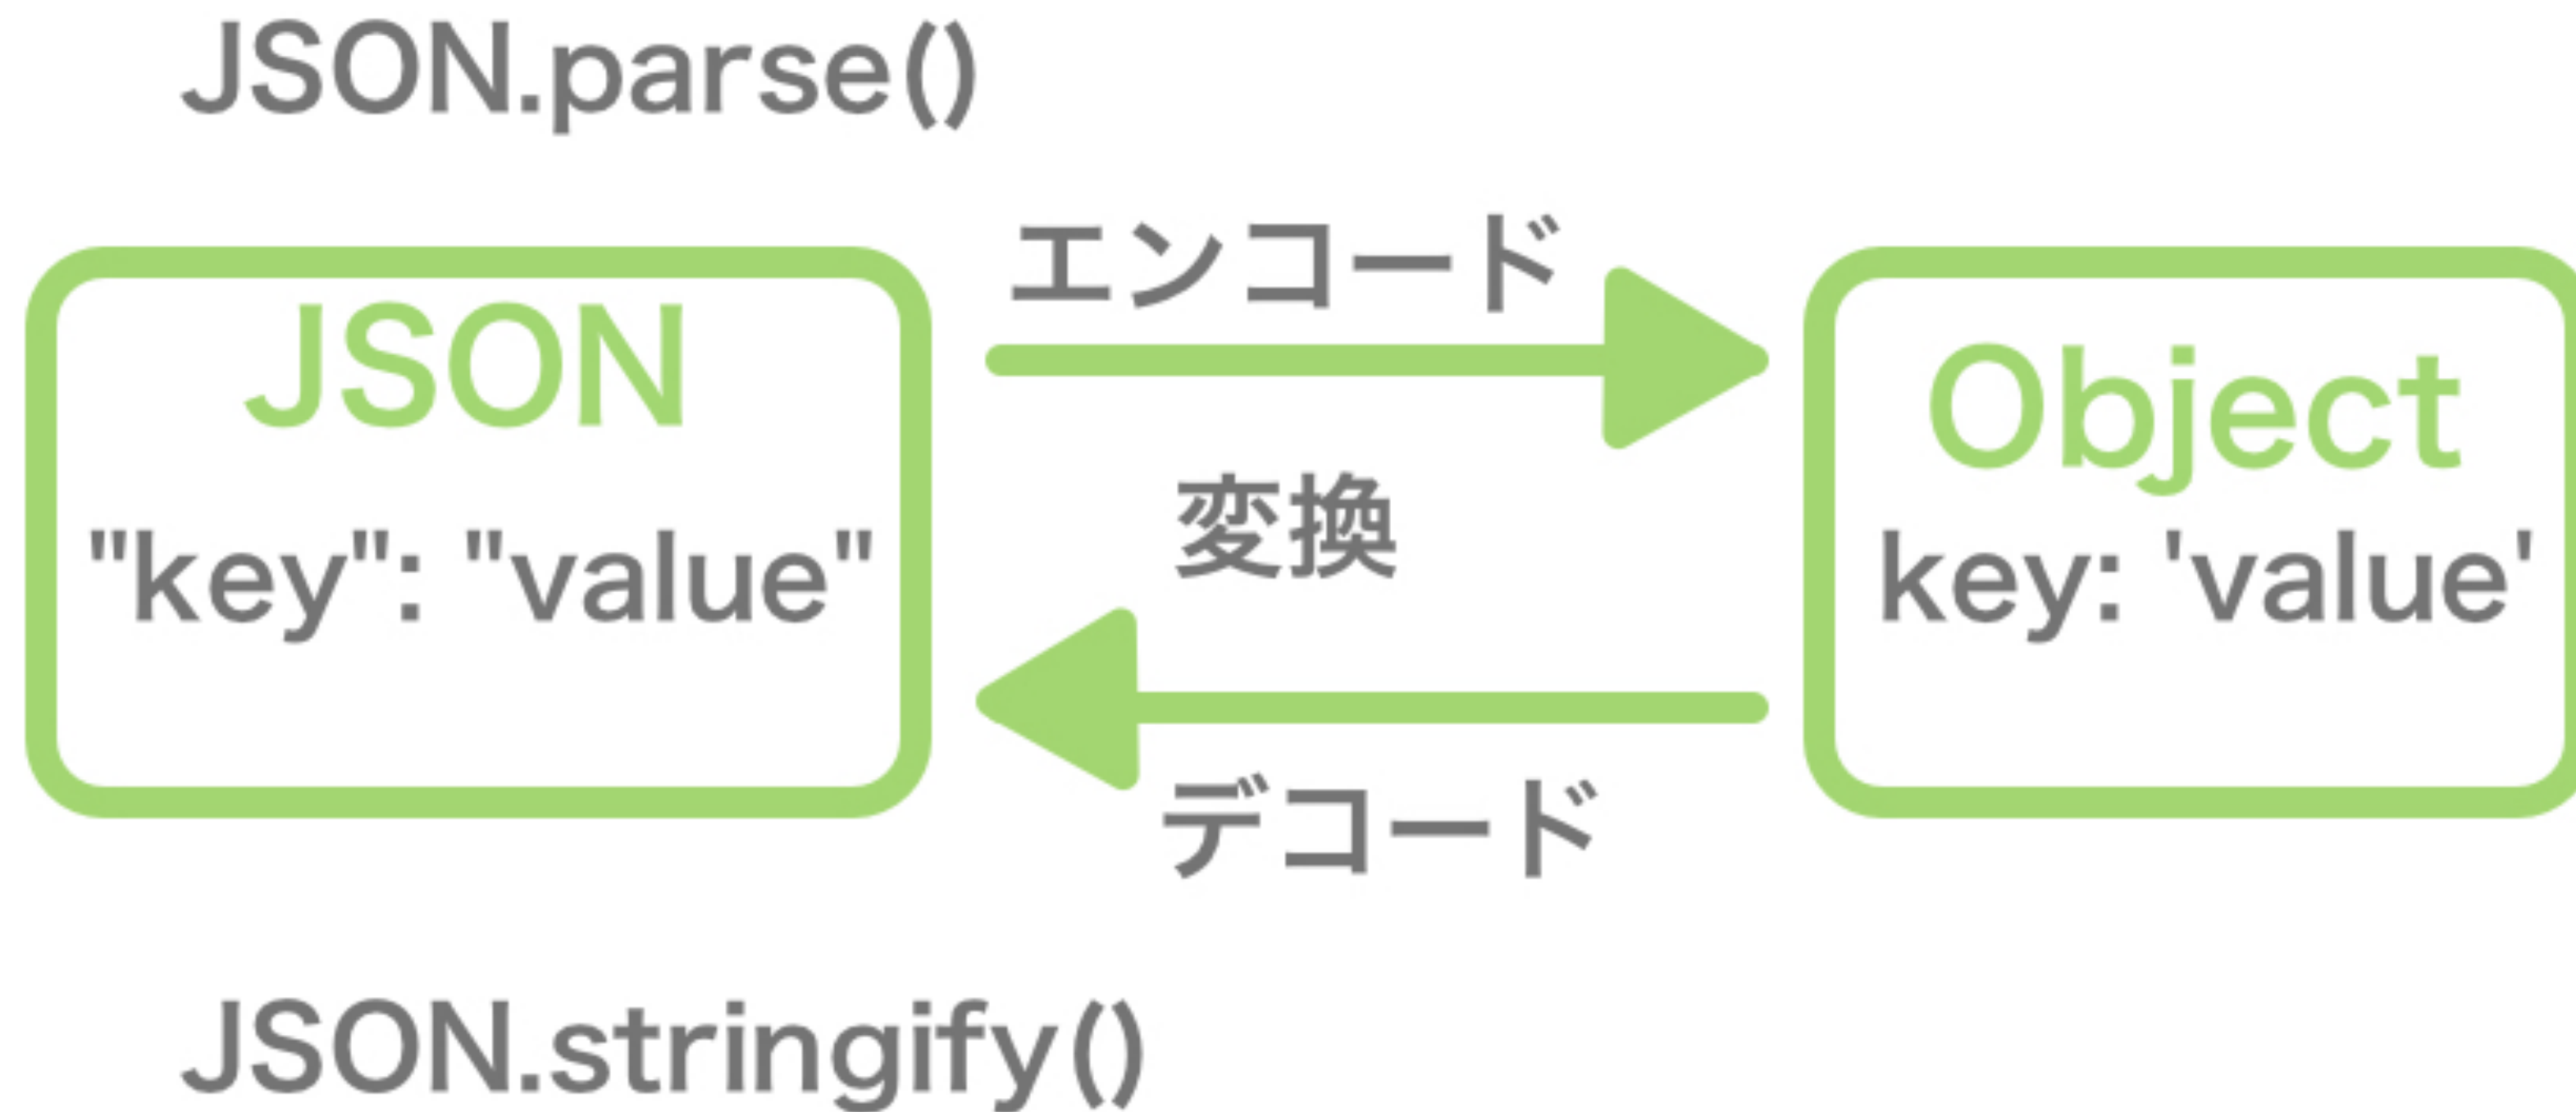 JSON.parse()
エンコード
JSON
Object
"key": "value"
変換
key: 'value'
デコード
JSON.stringify()